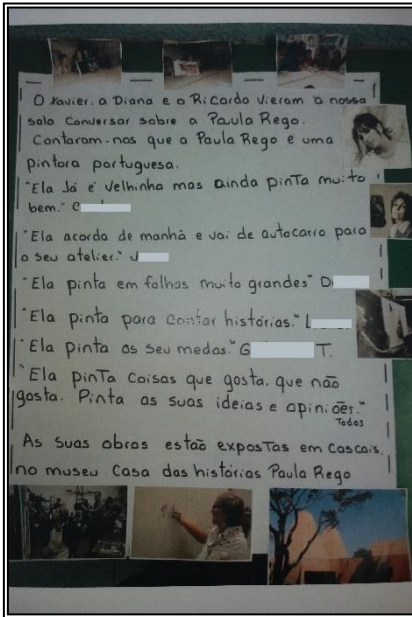 O Xavier, a Diana e o Ricardo vieram à nossa
sala conversar sobre a Paula Rego.
Contaram-nos que a Paula Rego é uma
pintora portuguesa.
"Ela Já é velhinha mas ainda pinta muito
bem." C
"Ela acorda de manhã e vai de autocarro para
o seu atelier." J
"Ela pinta em folhas muito grandes" D
"Ela pinta para contar histórias." L
"Ela pinta os seu medos." G T.
"Ela pinta coisas que gosta, que não
gosta. Pinta as suas ideias e opiniões."
Todos
As suas obras estão expostas em Cascais.
no museu Casa das histórias Paula Rego